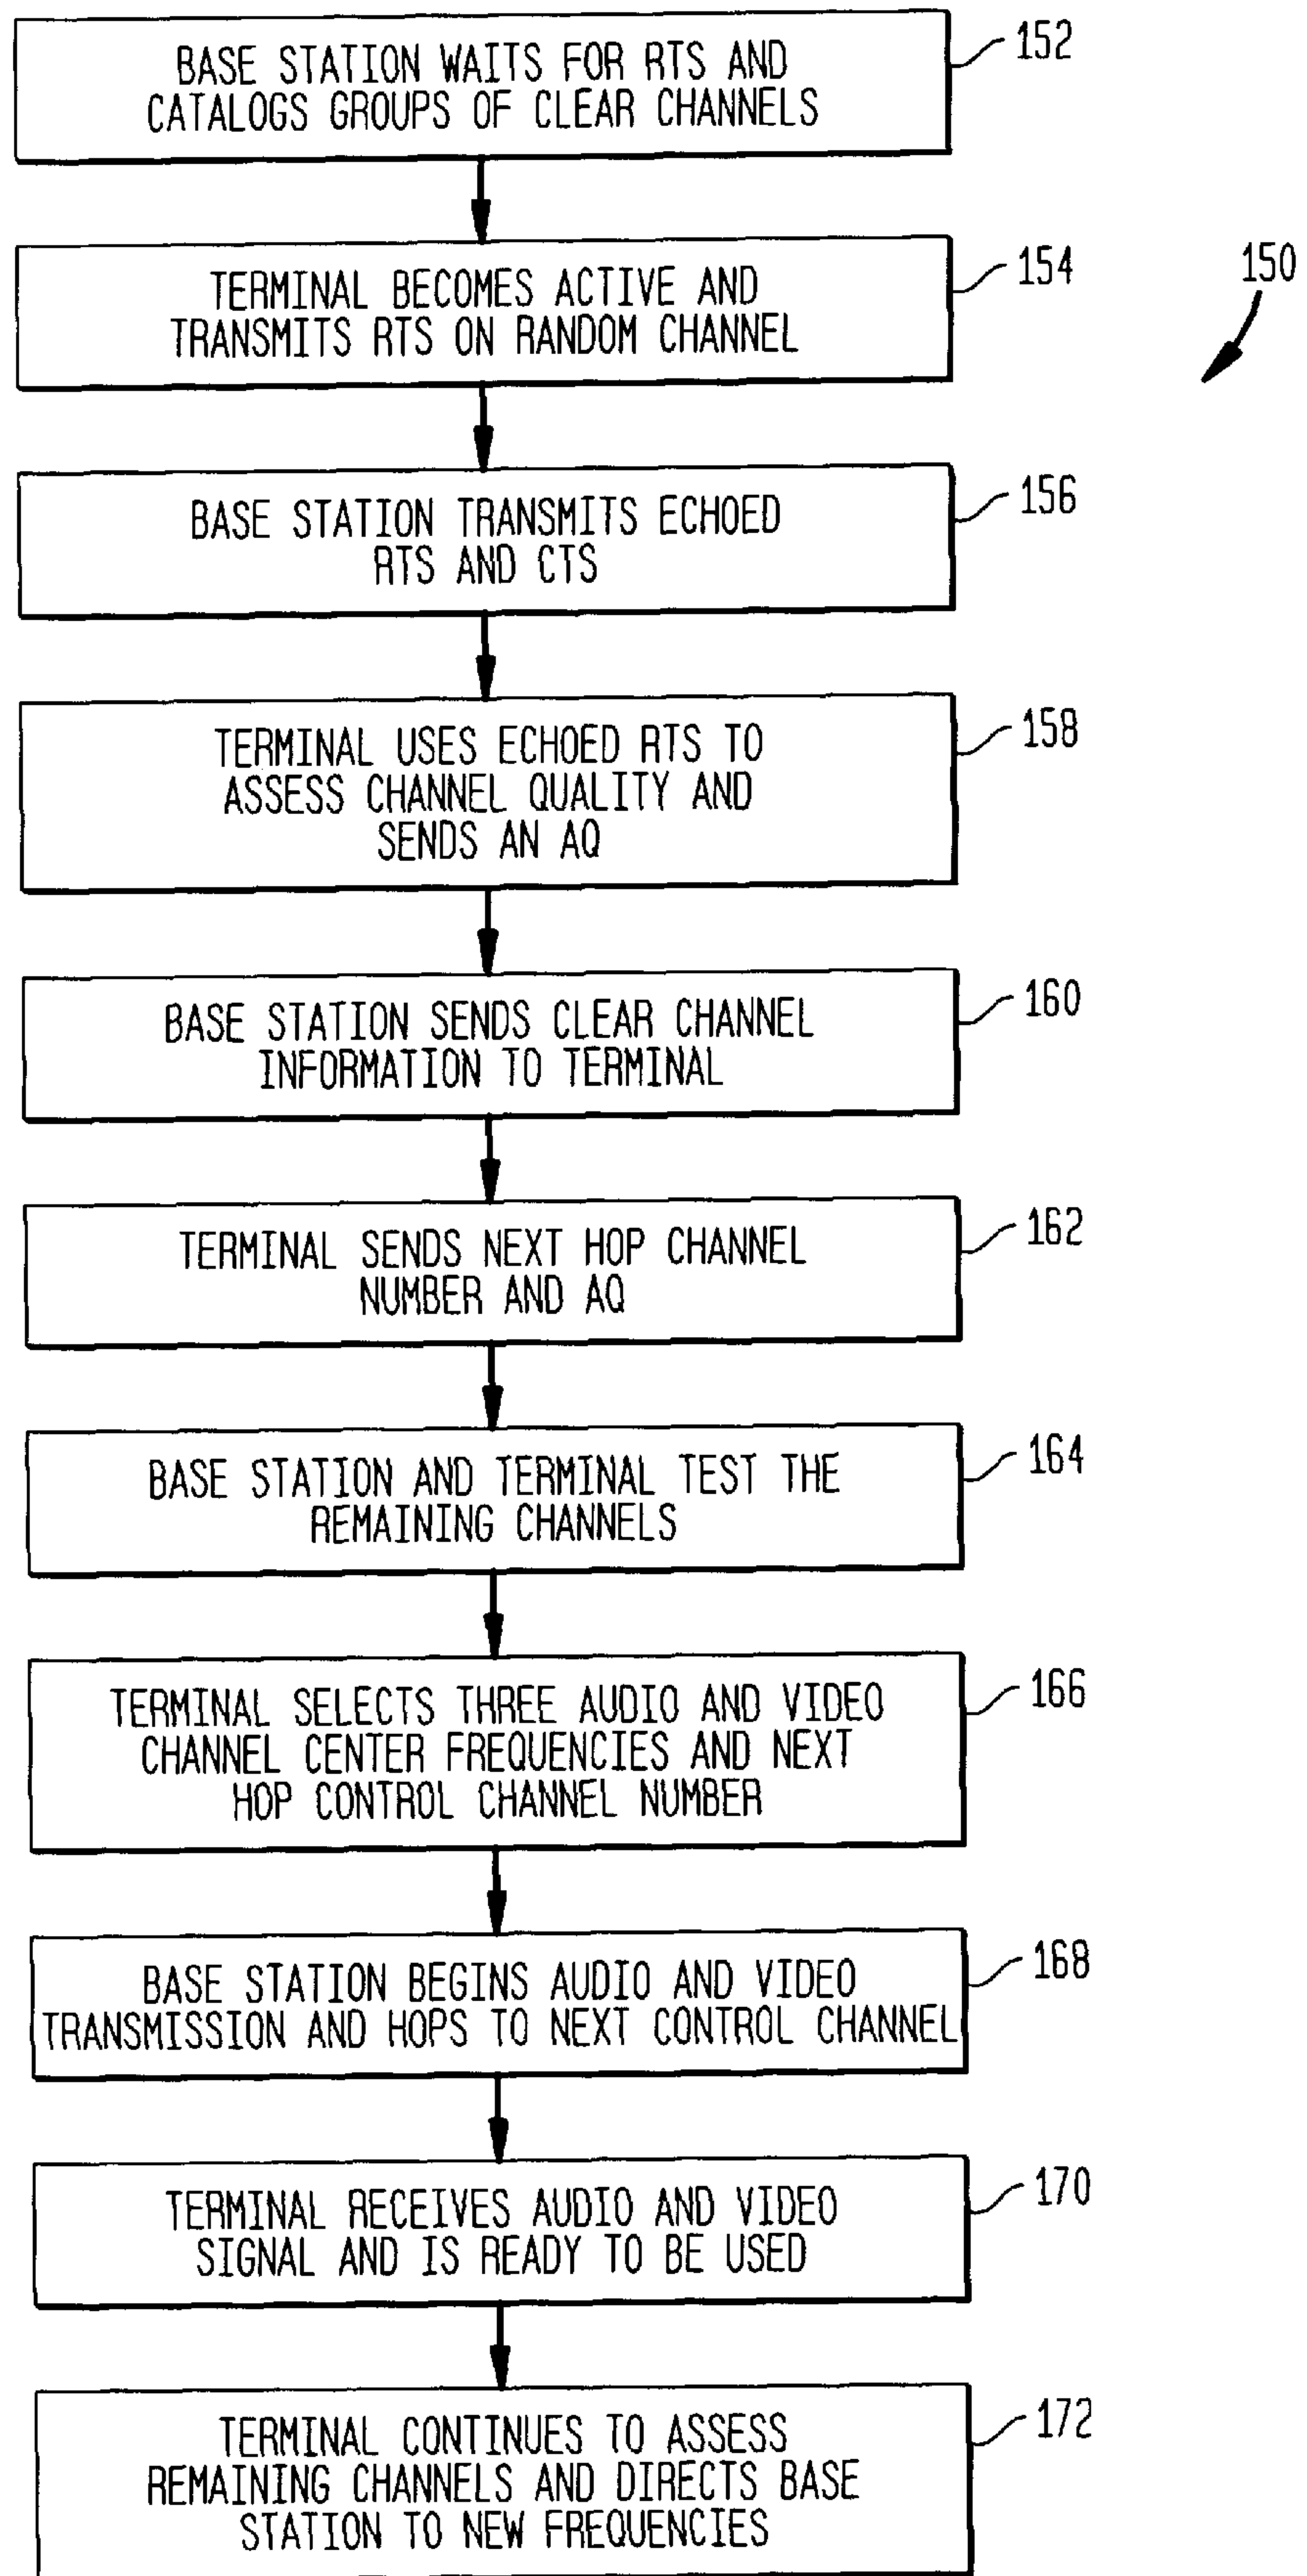 BASE STATION WAITS FOR RTS AND
CATALOGS GROUPS OF CLEAR CHANNELS
152
TERMINAL BECOMES ACTIVE AND
TRANSMITS RTS ON RANDOM CHANNEL
154
150
BASE STATION TRANSMITS ECHOED
RTS AND CTS
156
TERMINAL USES ECHOED RTS TO
ASSESS CHANNEL QUALITY AND
SENDS AN AQ
158
BASE STATION SENDS CLEAR CHANNEL
INFORMATION TO TERMINAL
160
TERMINAL SENDS NEXT HOP CHANNEL
NUMBER AND AQ
162
BASE STATION AND TERMINAL TEST THE
REMAINING CHANNELS
164
TERMINAL SELECTS THREE AUDIO AND VIDEO
CHANNEL CENTER FREQUENCIES AND NEXT
HOP CONTROL CHANNEL NUMBER
166
BASE STATION BEGINS AUDIO AND VIDEO
TRANSMISSION AND HOPS TO NEXT CONTROL CHANNEL
168
TERMINAL RECEIVES AUDIO AND VIDEO
SIGNAL AND IS READY TO BE USED
170
TERMINAL CONTINUES TO ASSESS
REMAINING CHANNELS AND DIRECTS BASE
STATION TO NEW FREQUENCIES
172